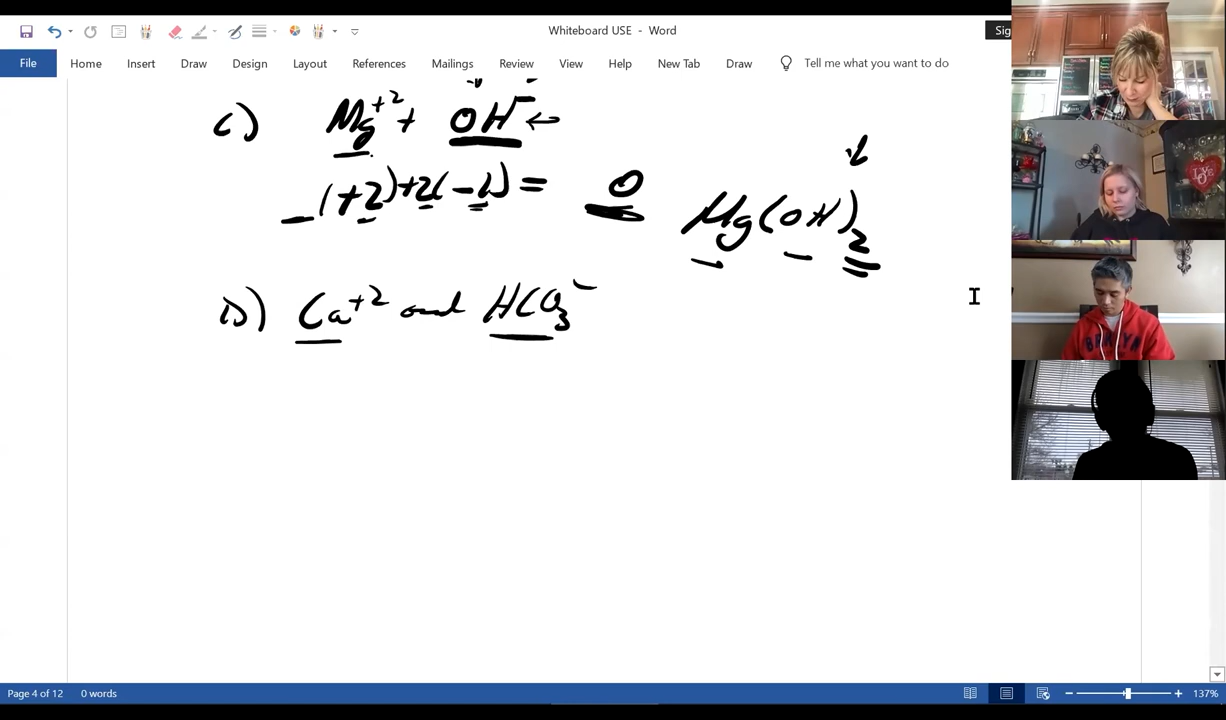 Whiteboard USE - Word
File Home Insert Draw Design Layout References Mailings Review View Help New Tab Draw Tell me what you want to do
C) Mg⁺² + OH⁻ ←
_(+2)+2(-1) = 0
Mg(OH)₂
D) Ca⁺² and HCO₃⁻
Page 4 of 12 0 words 137%